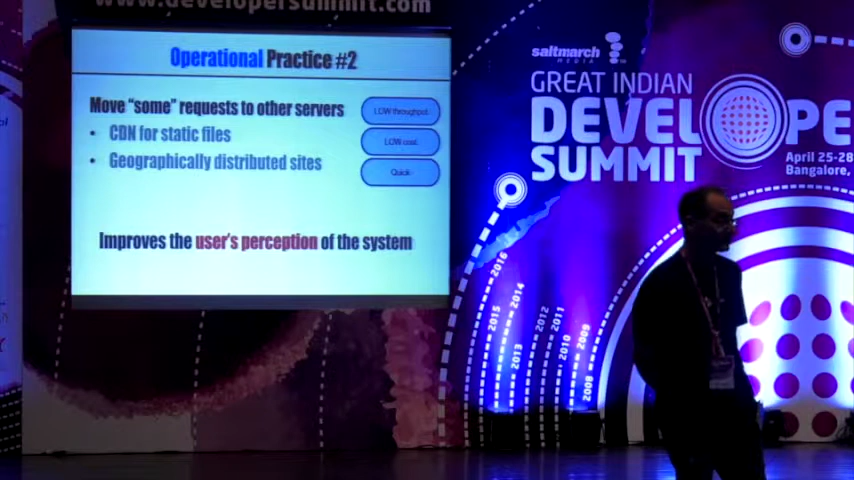 www.developersummit.com
Operational Practice #2
Move “some” requests to other servers
• CDN for static files
• Geographically distributed sites
LOW throughput
LOW cost
Quick
Improves the user's perception of the system
saltmarch
MEDIA
GREAT INDIAN
DEVELOPE
SUMMIT
April 25-28
Bangalore,
2016
2015
2014
2013
2012
2011
2010
2009
2008